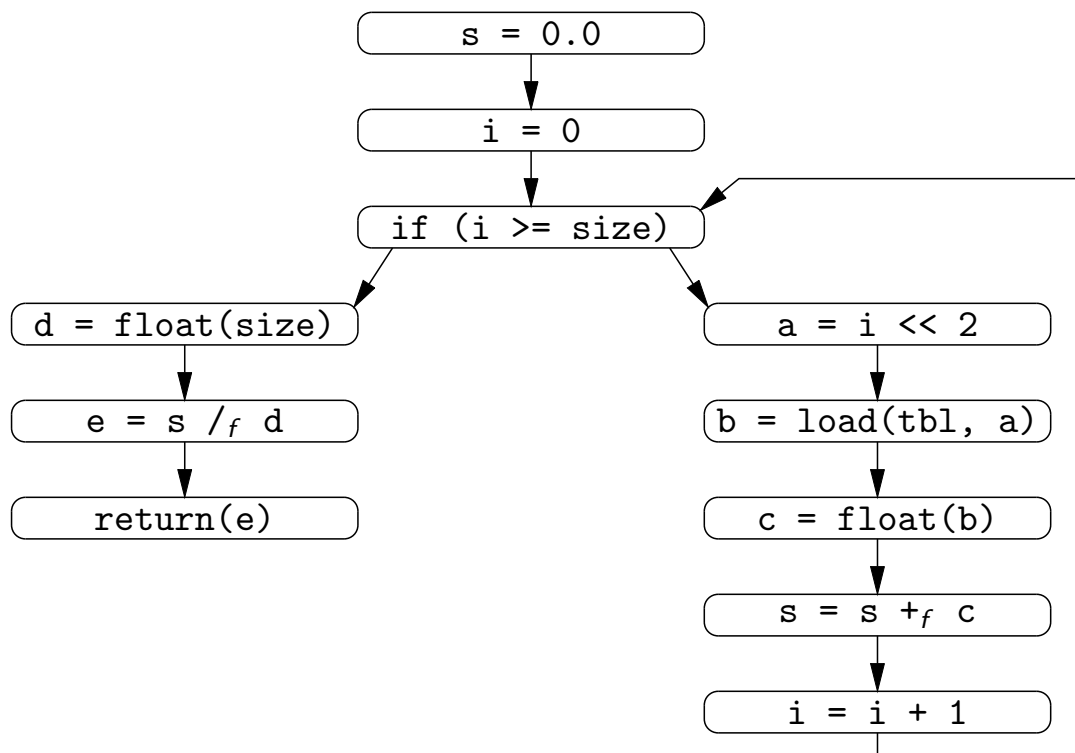 s = 0.0
i = 0
if (i >= size)
d = float(size)
e = s /f d
return(e)
a = i << 2
b = load(tbl, a)
c = float(b)
s = s +f c
i = i + 1